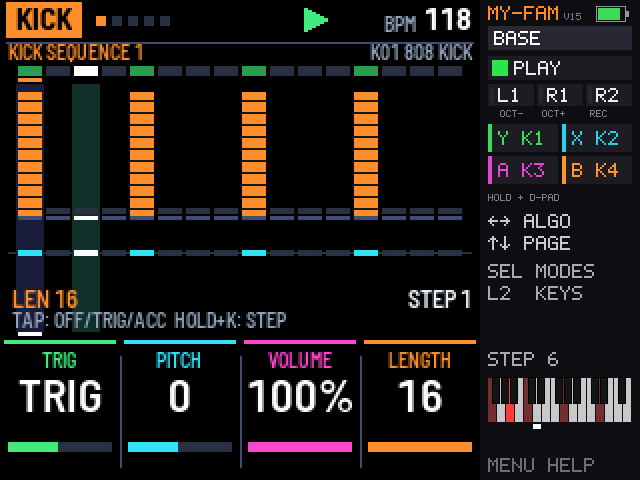 KICK
BPM 118
KICK SEQUENCE 1
K01 808 KICK
LEN 16
STEP 1
TAP: OFF/TRIG/ACC HOLD+K: STEP
TRIG
PITCH
VOLUME
LENGTH
TRIG
0
100%
16
MY-FAM V15
BASE
PLAY
L1 R1 R2
OCT- OCT+ REC
Y K1 X K2
A K3 B K4
HOLD + D-PAD
←→ ALGO
↑↓ PAGE
SEL MODES
L2 KEYS
STEP 6
MENU HELP